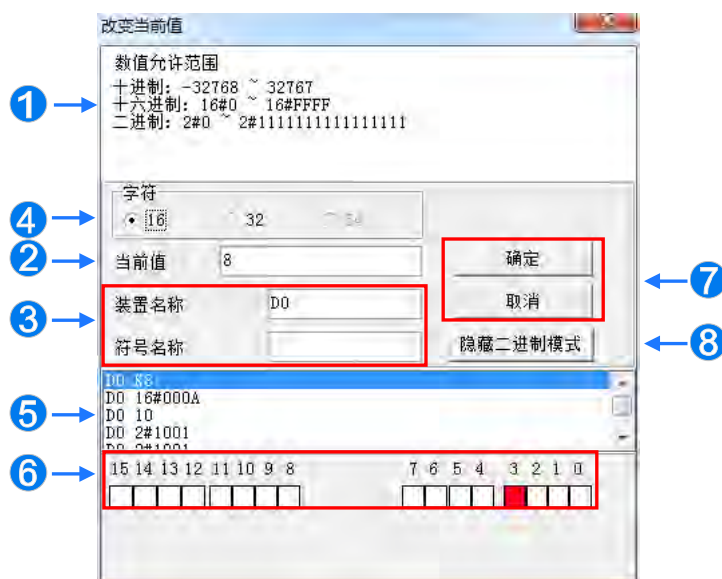 改变当前值
数值允许范围
十进制: -32768 ~ 32767
十六进制: 16#0 ~ 16#FFFF
二进制: 2#0 ~ 2#1111111111111111
1
字符
4 16 32
2 当前值 8 确定 7
3 装置名称 D0 取消
符号名称 隐藏二进制模式 8
D0 K8
5 D0 16#000A
D0 10
D0 2#1001
D0 2#1001
6 15 14 13 12 11 10 9 8 7 6 5 4 3 2 1 0